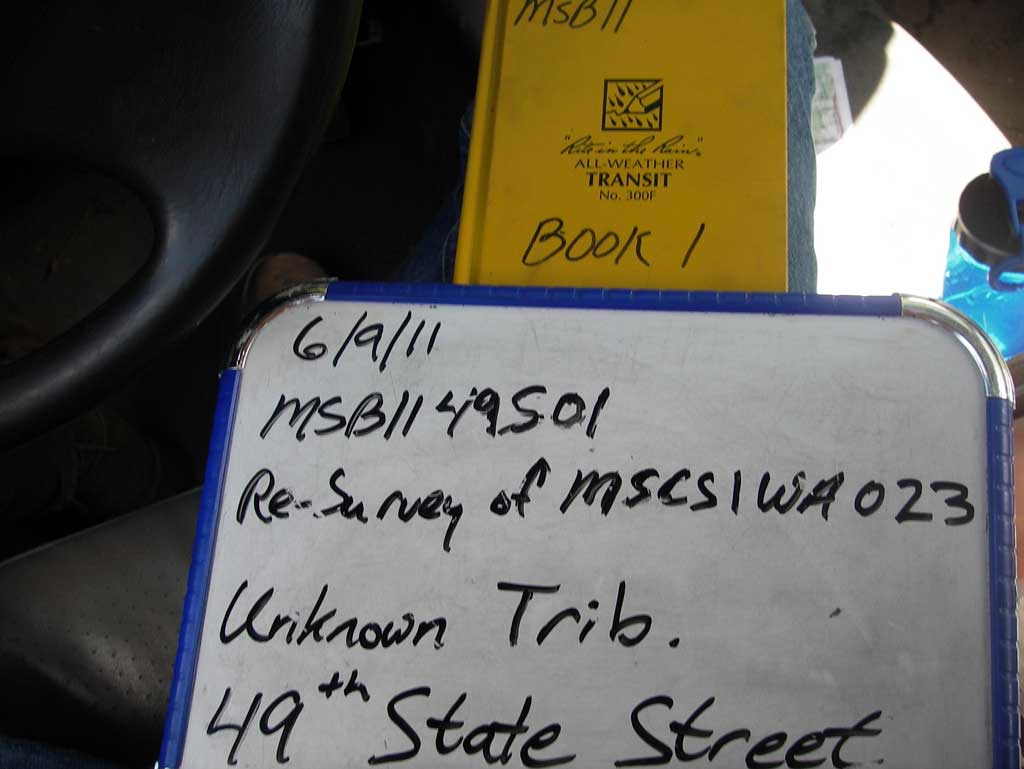 MSB11
"Rite in the Rain"
ALL-WEATHER
TRANSIT
No. 300F
BOOK 1
6/9/11
MSB1149S01
Re-Survey of MSCS1WA023
Unknown Trib.
49th State Street